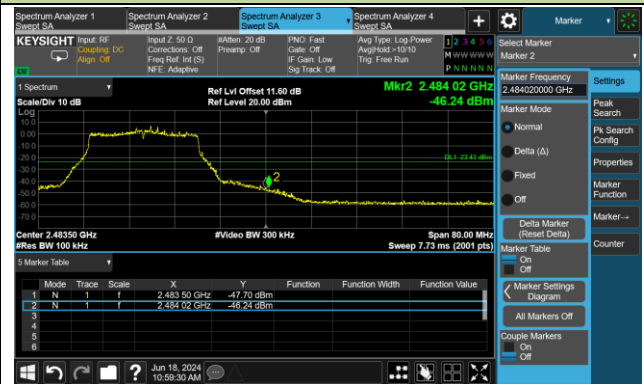 Spectrum Analyzer 1
Swept SA
Spectrum Analyzer 2
Swept SA
Spectrum Analyzer 3
Swept SA
Spectrum Analyzer 4
Swept SA
Marker
KEYSIGHT
Input: RF
Coupling: DC
Align: Off
Input Z: 50 Ω
Corrections: Off
Freq Ref: Int (S)
NFE: Adaptive
#Atten: 20 dB
Preamp: Off
PNO: Fast
Gate: Off
IF Gain: Low
Sig Track: Off
Avg Type: Log-Power
Avg|Hold:>10/10
Trig: Free Run
1 2 3 4 5 6
M W W W W W
P N N N N N
LXI
Select Marker
Marker 2
1 Spectrum
Scale/Div 10 dB
Log
Ref Lvl Offset 11.60 dB
Ref Level 20.00 dBm
Mkr2 2.484 02 GHz
-46.24 dBm
10.0
0.00
-10.0
-20.0
-30.0
-40.0
-50.0
-60.0
-70.0
DL1 -23.43 dBm
2
Center 2.48350 GHz
#Res BW 100 kHz
#Video BW 300 kHz
Span 80.00 MHz
Sweep 7.73 ms (2001 pts)
5 Marker Table
Mode Trace Scale X Y Function Function Width Function Value
1 N 1 f 2.483 50 GHz -47.70 dBm
2 N 1 f 2.484 02 GHz -46.24 dBm
3
4
5
6
Marker Frequency
2.484020000 GHz
Marker Mode
Normal
Delta (Δ)
Fixed
Off
Delta Marker
(Reset Delta)
Marker Table
On
Off
Marker Settings
Diagram
All Markers Off
Couple Markers
On
Off
Settings
Peak
Search
Pk Search
Config
Properties
Marker
Function
Marker→
Counter
Jun 18, 2024
10:59:30 AM